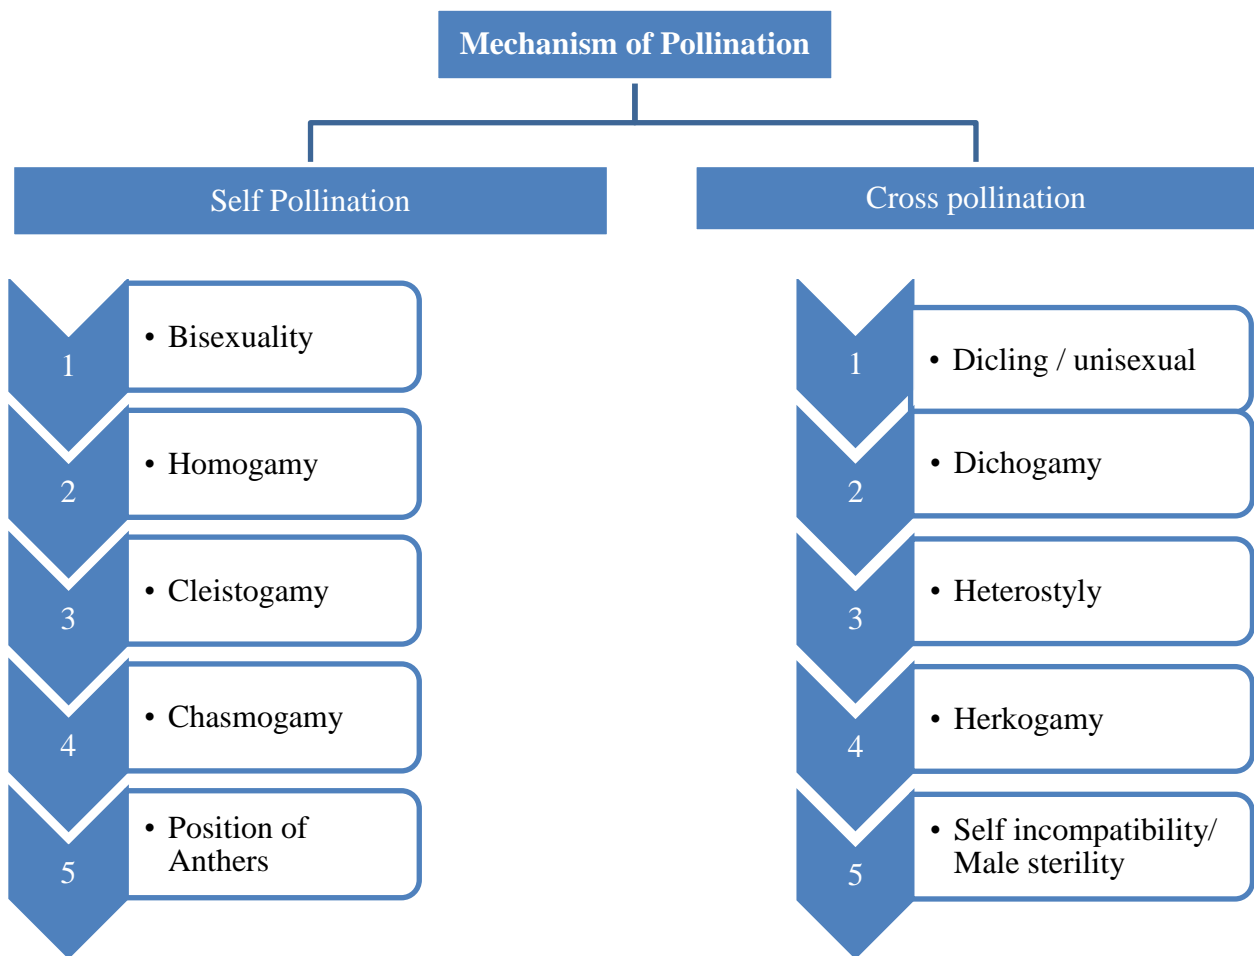 Mechanism of Pollination
Self Pollination
1
• Bisexuality
2
• Homogamy
3
• Cleistogamy
4
• Chasmogamy
5
• Position of
Anthers
Cross pollination
1
• Dicling / unisexual
2
• Dichogamy
3
• Heterostyly
4
• Herkogamy
5
• Self incompatibility/
Male sterility